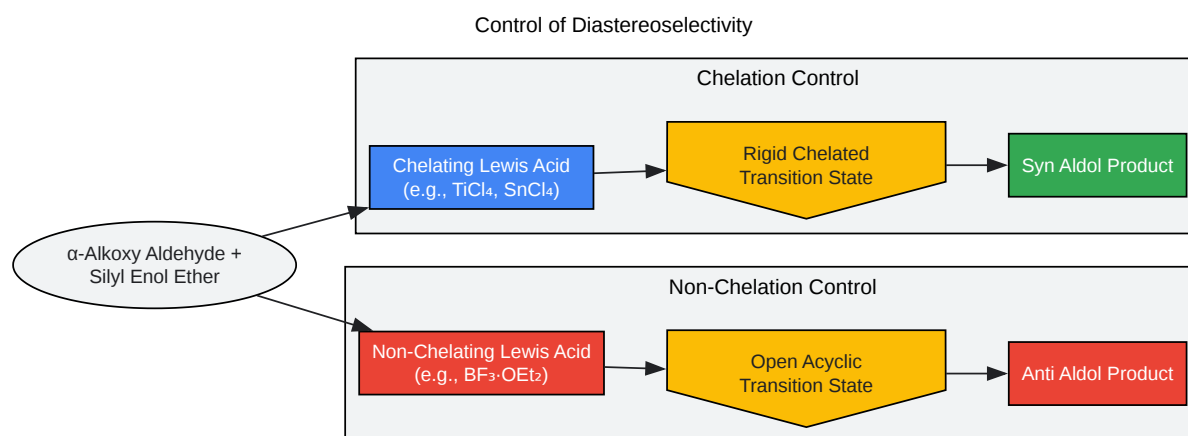 Control of Diastereoselectivity
Chelation Control
Chelating Lewis Acid
(e.g., TiCl₄, SnCl₄)
Rigid Chelated
Transition State
Syn Aldol Product
α-Alkoxy Aldehyde +
Silyl Enol Ether
Non-Chelation Control
Non-Chelating Lewis Acid
(e.g., BF₃·OEt₂)
Open Acyclic
Transition State
Anti Aldol Product